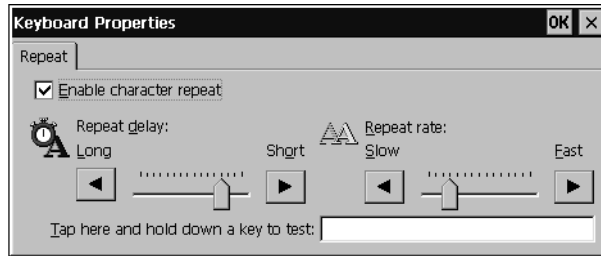 Keyboard Properties OK ×
Repeat
Enable character repeat
Repeat delay:
Long Short
Repeat rate:
Slow Fast
Tap here and hold down a key to test: